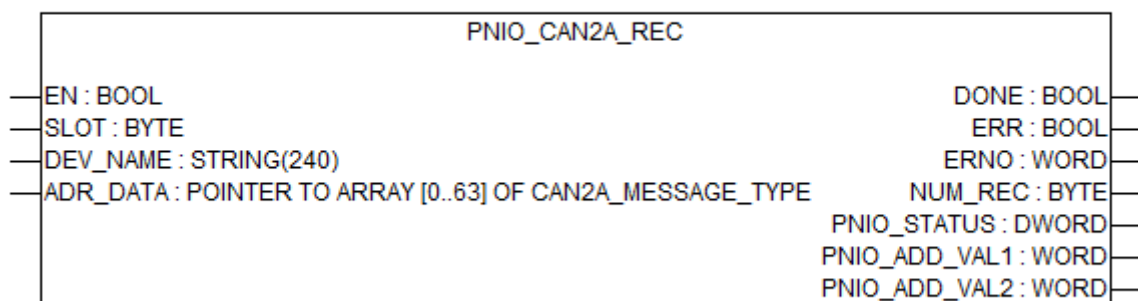 PNIO_CAN2A_REC
EN : BOOL DONE : BOOL
SLOT : BYTE ERR : BOOL
DEV_NAME : STRING(240) ERNO : WORD
ADR_DATA : POINTER TO ARRAY [0..63] OF CAN2A_MESSAGE_TYPE NUM_REC : BYTE
PNIO_STATUS : DWORD
PNIO_ADD_VAL1 : WORD
PNIO_ADD_VAL2 : WORD